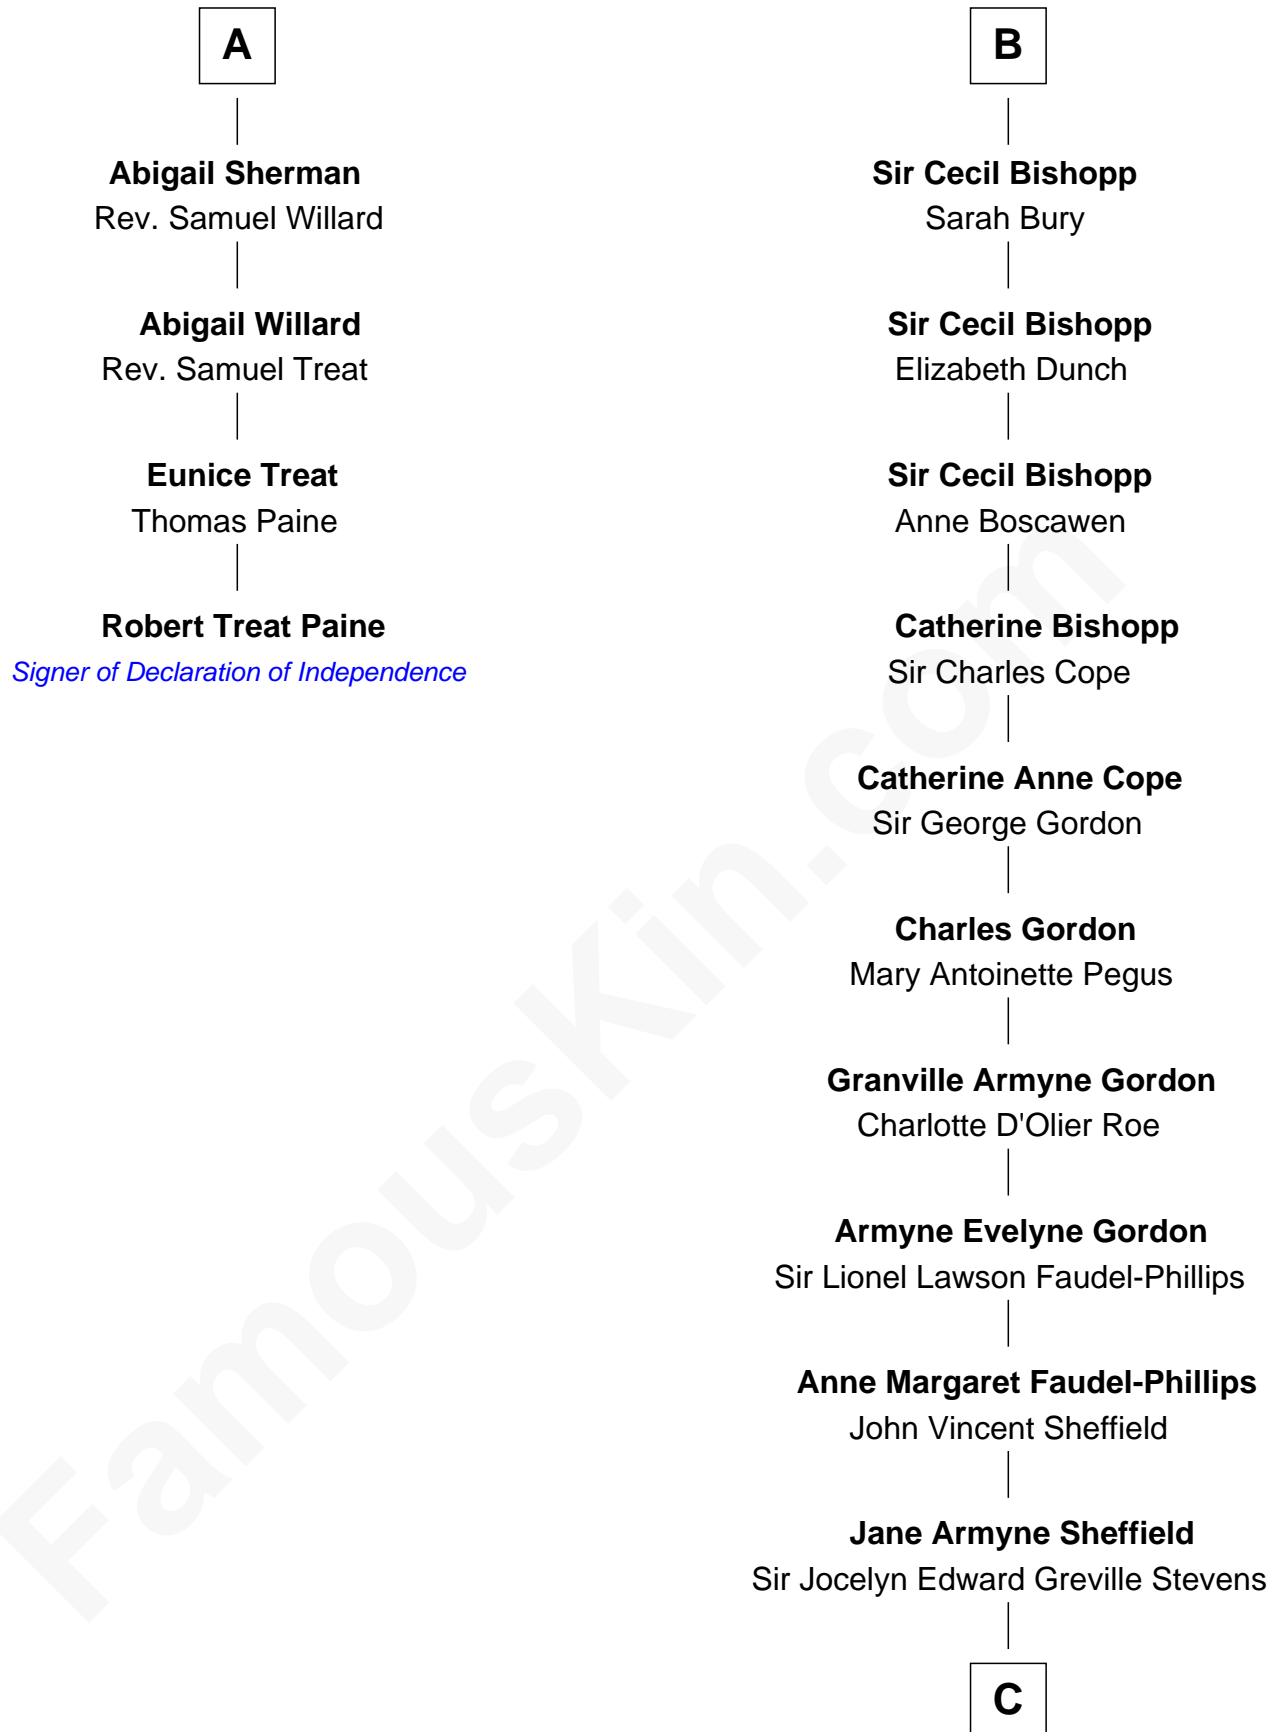 A
Abigail Sherman
Rev. Samuel Willard
Abigail Willard
Rev. Samuel Treat
Eunice Treat
Thomas Paine
Robert Treat Paine
Signer of Declaration of Independence
B
Sir Cecil Bishopp
Sarah Bury
Sir Cecil Bishopp
Elizabeth Dunch
Sir Cecil Bishopp
Anne Boscawen
Catherine Bishopp
Sir Charles Cope
Catherine Anne Cope
Sir George Gordon
Charles Gordon
Mary Antoinette Pegus
Granville Armyne Gordon
Charlotte D'Olier Roe
Armyne Evelyne Gordon
Sir Lionel Lawson Faudel-Phillips
Anne Margaret Faudel-Phillips
John Vincent Sheffield
Jane Armyne Sheffield
Sir Jocelyn Edward Greville Stevens
C
FamousKin.com